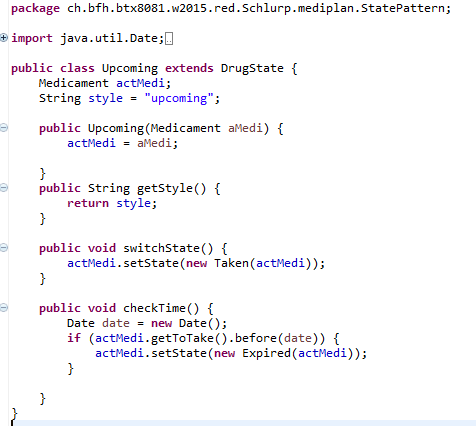 package ch.bfh.btx8081.w2015.red.Schlurp.mediplan.StatePattern;
import java.util.Date;
public class Upcoming extends DrugState {
    Medicament actMedi;
    String style = "upcoming";
    public Upcoming(Medicament aMedi) {
        actMedi = aMedi;
    }
    public String getStyle() {
        return style;
    }
    public void switchState() {
        actMedi.setState(new Taken(actMedi));
    }
    public void checkTime() {
        Date date = new Date();
        if (actMedi.getToTake().before(date)) {
            actMedi.setState(new Expired(actMedi));
        }
    }
}